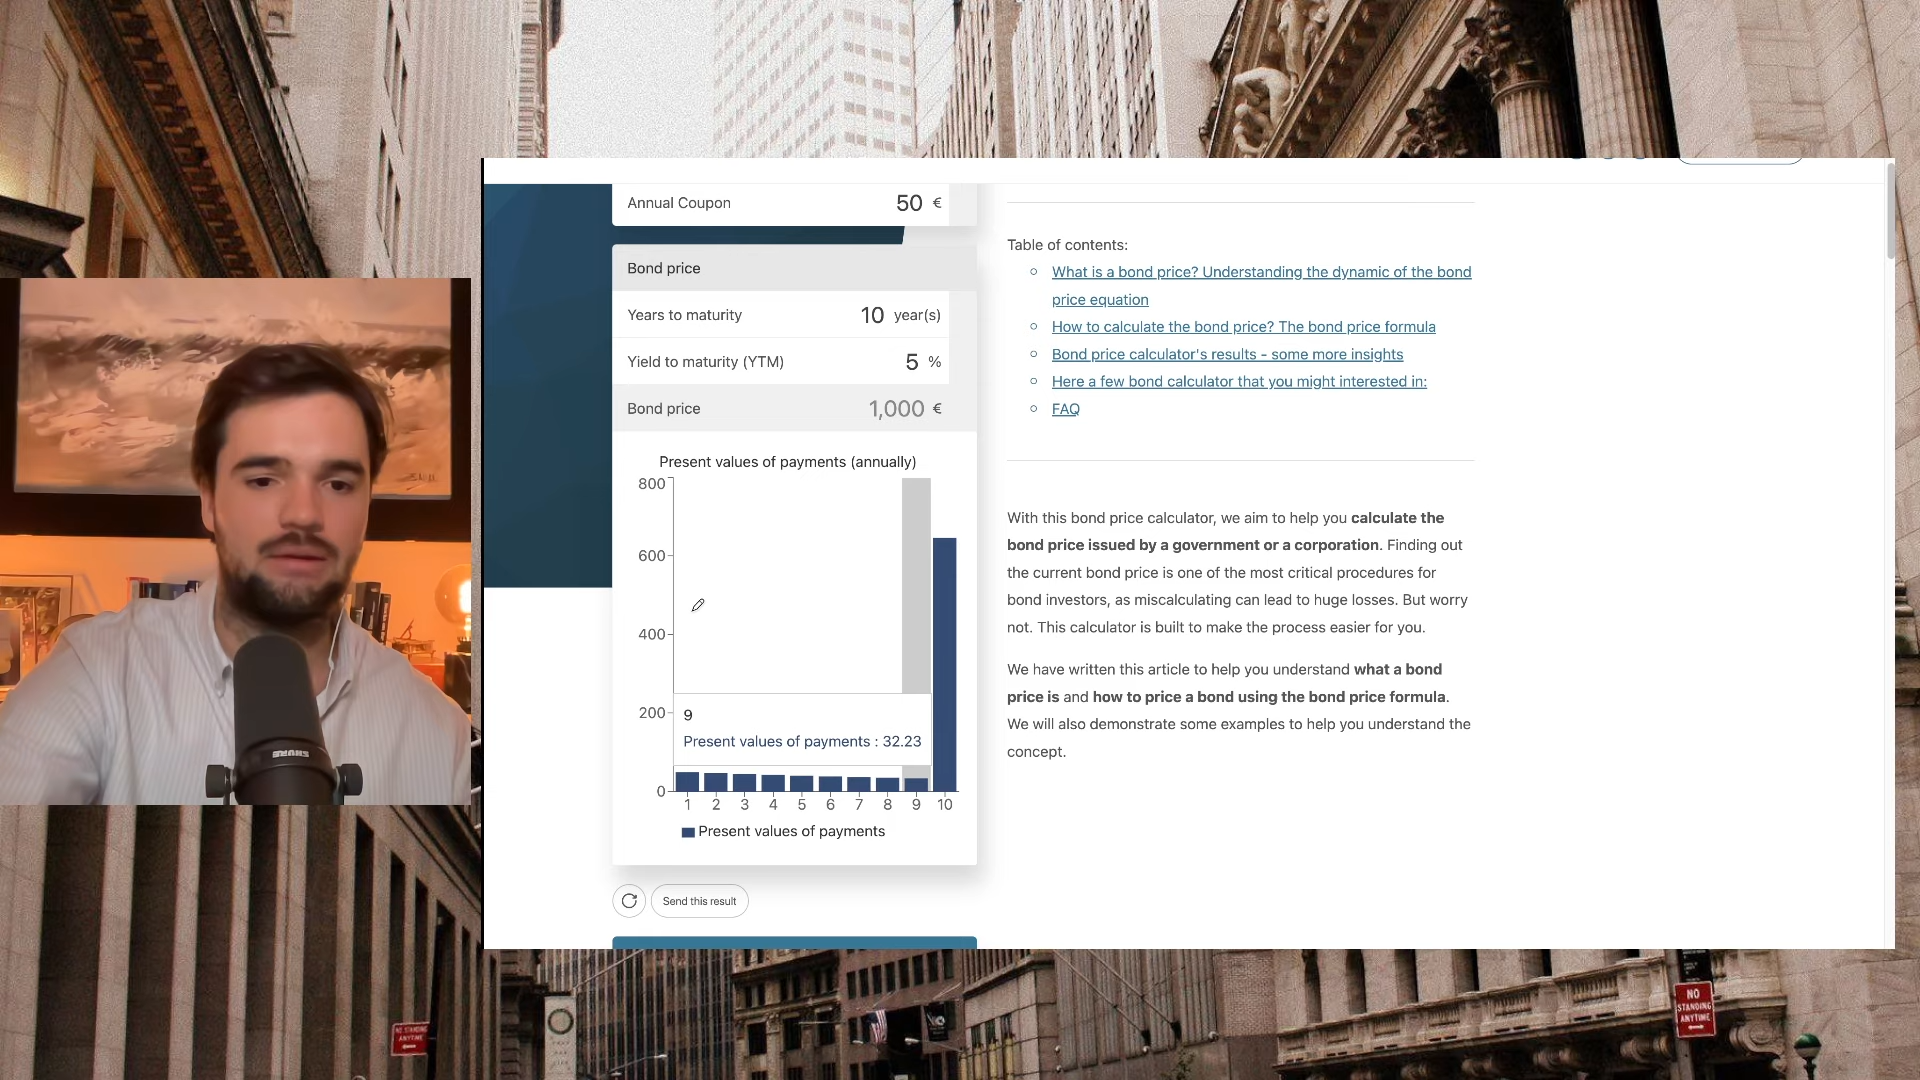 Annual Coupon 50 €
Bond price
Years to maturity 10 year(s)
Yield to maturity (YTM) 5 %
Bond price 1,000 €
Present values of payments (annually)
800
600
400
200
0
9
Present values of payments : 32.23
1 2 3 4 5 6 7 8 9 10
Present values of payments
Send this result
Table of contents:
What is a bond price? Understanding the dynamic of the bond
price equation
How to calculate the bond price? The bond price formula
Bond price calculator's results - some more insights
Here a few bond calculator that you might interested in:
FAQ
With this bond price calculator, we aim to help you calculate the
bond price issued by a government or a corporation. Finding out
the current bond price is one of the most critical procedures for
bond investors, as miscalculating can lead to huge losses. But worry
not. This calculator is built to make the process easier for you.
We have written this article to help you understand what a bond
price is and how to price a bond using the bond price formula.
We will also demonstrate some examples to help you understand the
concept.
SHURE
NO STANDING
ANYTIME
NO
STANDING
ANYTIME